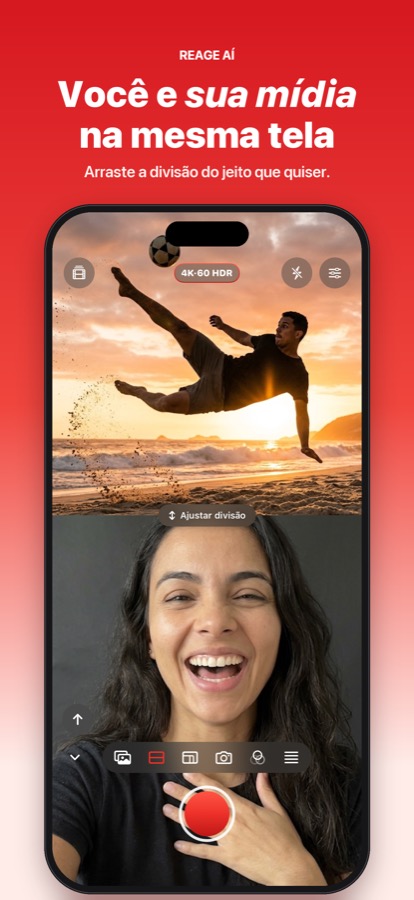 REAGE AÍ
Você e sua mídia
na mesma tela
Arraste a divisão do jeito que quiser.
4K·60 HDR
Ajustar divisão